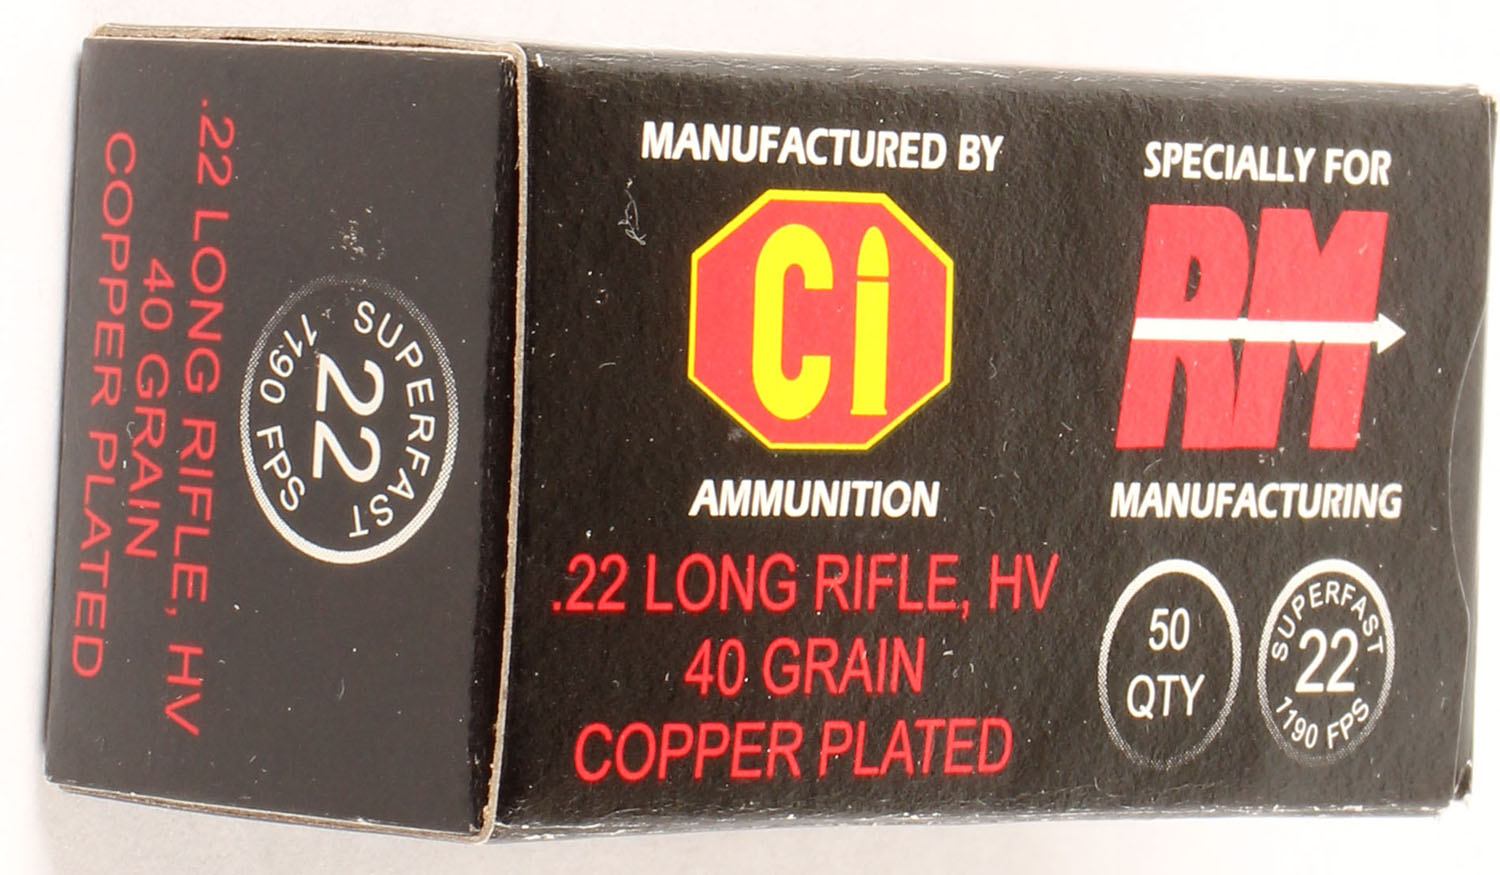 .22 LONG RIFLE, HV
40 GRAIN
COPPER PLATED
SUPERFAST
22
1190 FPS
MANUFACTURED BY
Ci
AMMUNITION
.22 LONG RIFLE, HV
40 GRAIN
COPPER PLATED
SPECIALLY FOR
RM
MANUFACTURING
50
QTY
SUPERFAST
22
1190 FPS